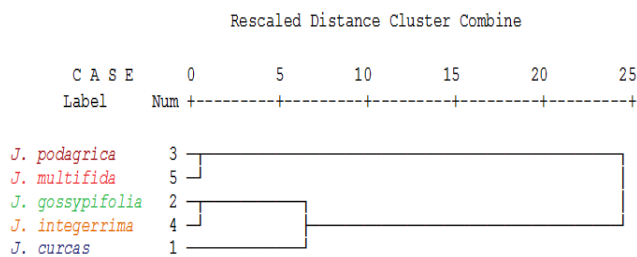 Rescaled Distance Cluster Combine
C A S E 0 5 10 15 20 25
Label Num +---------+---------+---------+---------+---------+
J. podagrica 3
J. multifida 5
J. gossypifolia 2
J. integerrima 4
J. curcas 1